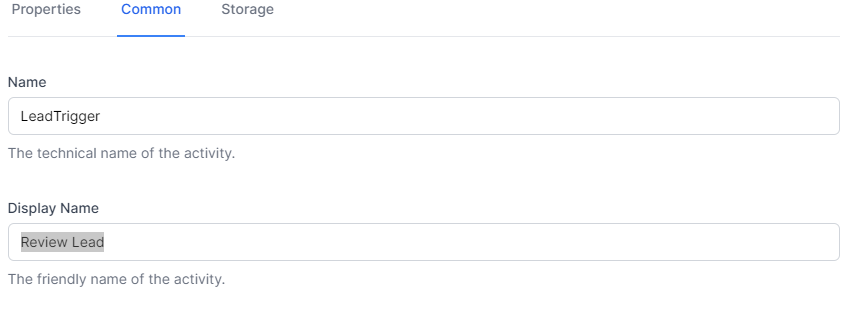 Properties Common Storage
Name
LeadTrigger
The technical name of the activity.
Display Name
Review Lead
The friendly name of the activity.